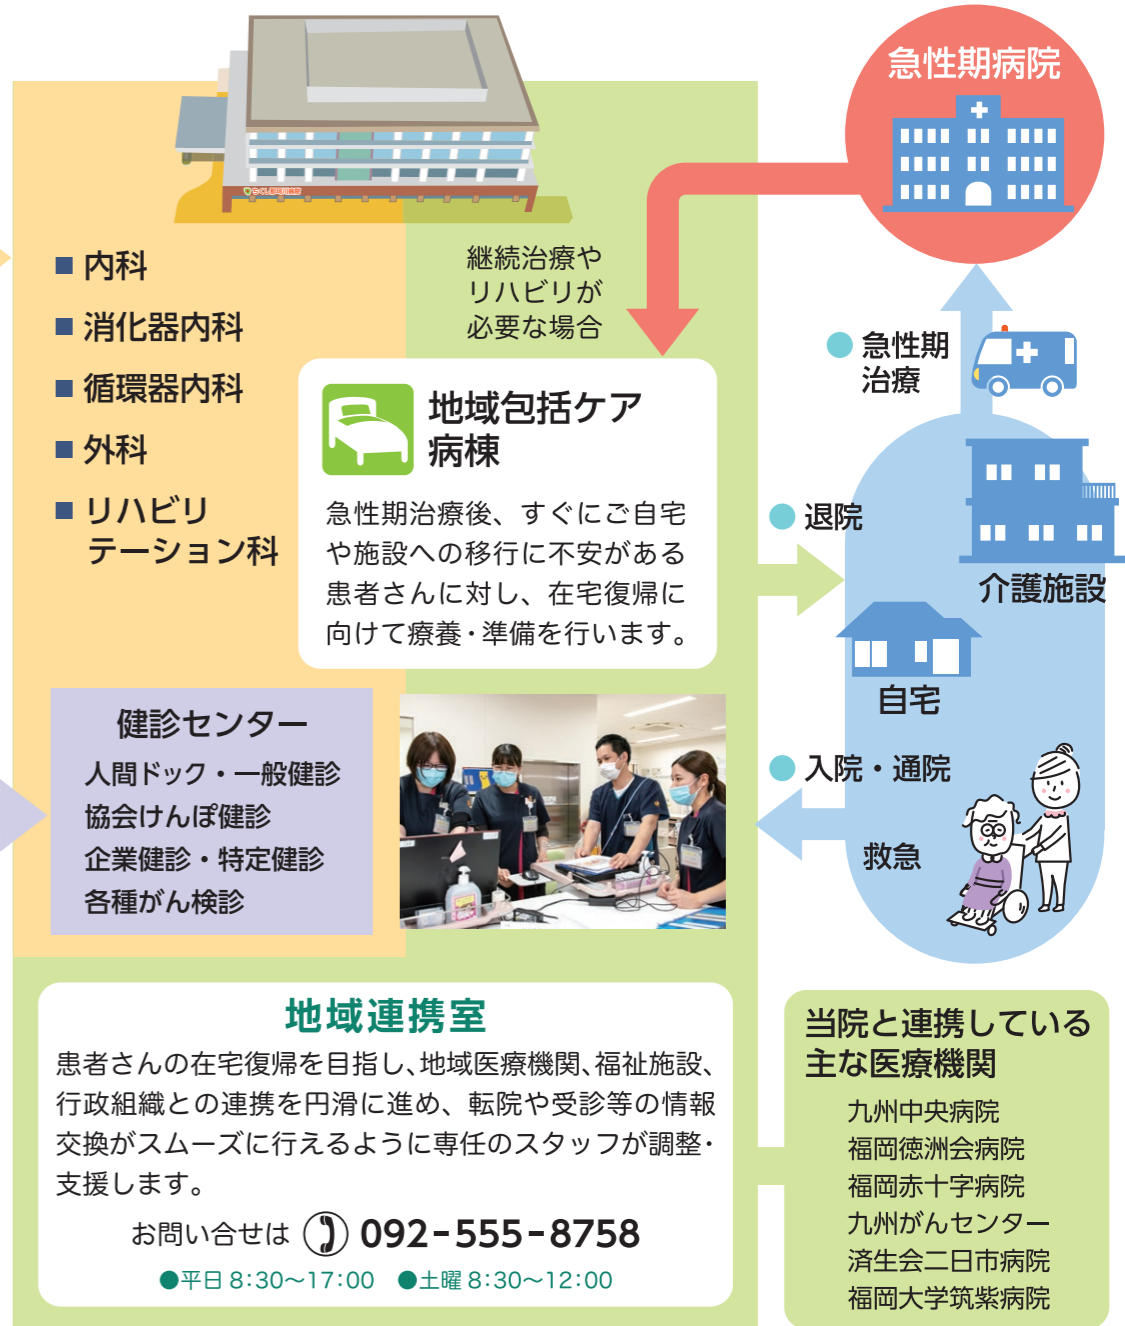 急性期病院
ちくし那珂川病院
継続治療や
リハビリが
必要な場合
■ 内科
■ 消化器内科
■ 循環器内科
■ 外科
■ リハビリ
テーション科
地域包括ケア
病棟
急性期治療後、すぐにご自宅
や施設への移行に不安がある
患者さんに対し、在宅復帰に
向けて療養・準備を行います。
● 急性期
治療
● 退院
介護施設
自宅
● 入院・通院
救急
健診センター
人間ドック・一般健診
協会けんぽ健診
企業健診・特定健診
各種がん検診
地域連携室
患者さんの在宅復帰を目指し、地域医療機関、福祉施設、
行政組織との連携を円滑に進め、転院や受診等の情報
交換がスムーズに行えるように専任のスタッフが調整・
支援します。
お問い合せは 092-555-8758
●平日 8:30〜17:00 ●土曜 8:30〜12:00
当院と連携している
主な医療機関
九州中央病院
福岡徳洲会病院
福岡赤十字病院
九州がんセンター
済生会二日市病院
福岡大学筑紫病院